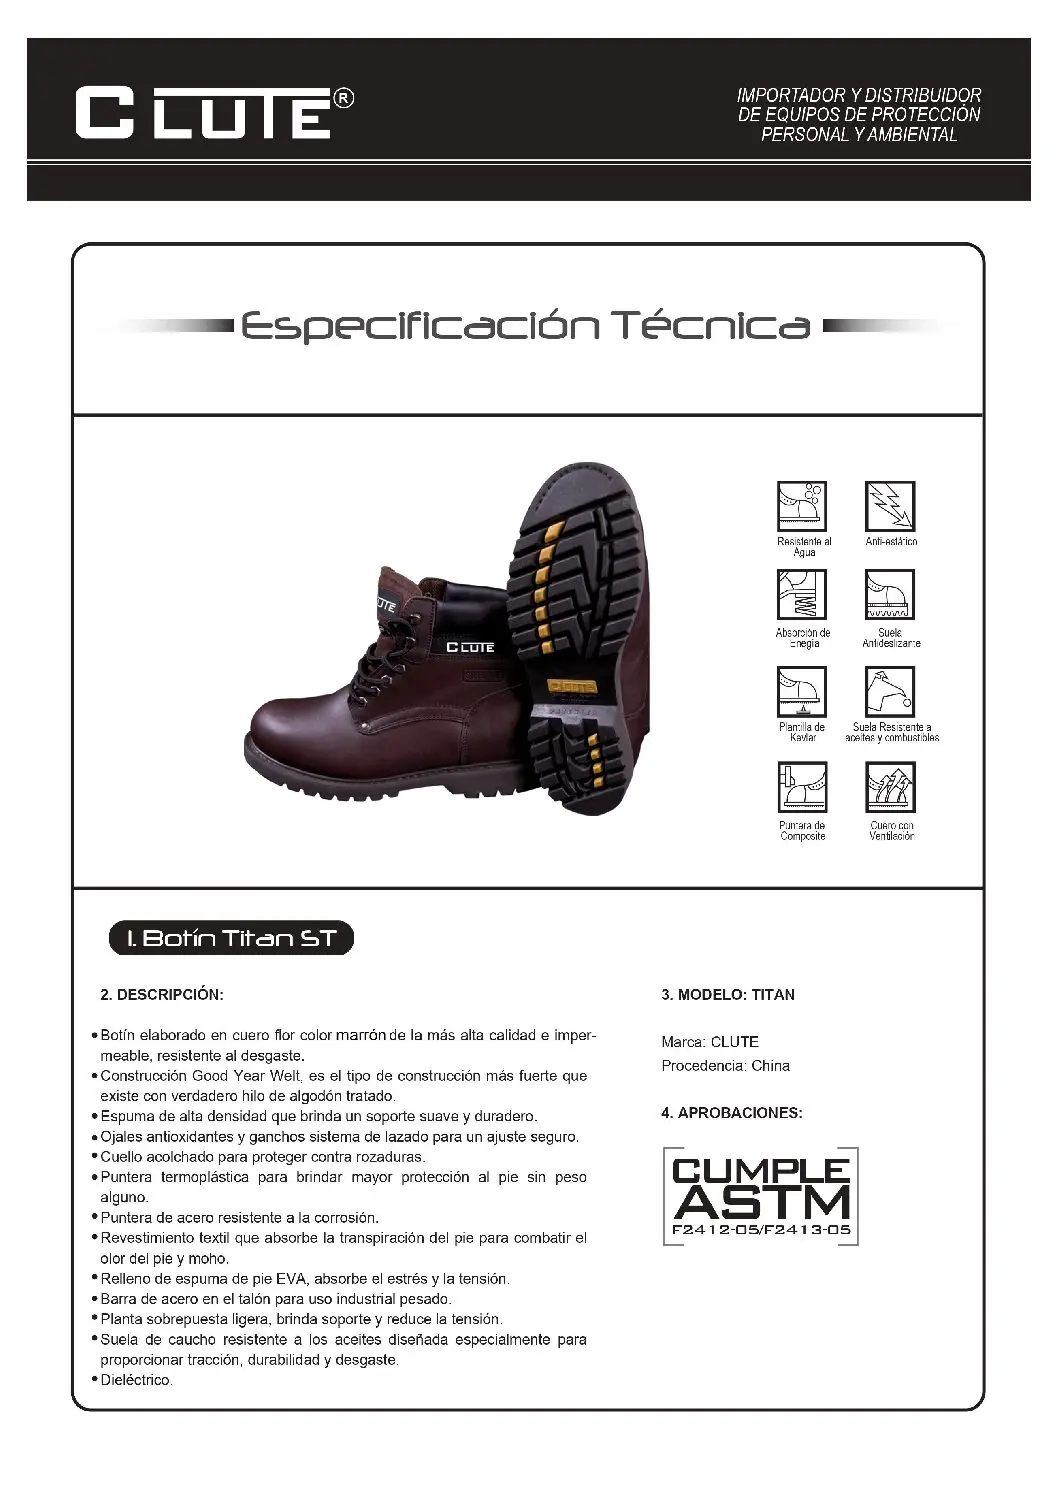 CLUTE®
IMPORTADOR Y DISTRIBUIDOR
DE EQUIPOS DE PROTECCIÓN
PERSONAL Y AMBIENTAL
Especificación Técnica
Resistente al
Agua
Anti-estático
Absorción de
Enegía
Suela
Antideslizante
Plantilla de
Kevlar
Suela Resistente a
aceites y combustibles
Puntera de
Composite
Cuero con
Ventilación
CLUTE
CLUTE
1. Botín Titan ST
2. DESCRIPCIÓN:
• Botín elaborado en cuero flor color marrón de la más alta calidad e imper-
meable, resistente al desgaste.
• Construcción Good Year Welt, es el tipo de construcción más fuerte que
existe con verdadero hilo de algodón tratado.
• Espuma de alta densidad que brinda un soporte suave y duradero.
• Ojales antioxidantes y ganchos sistema de lazado para un ajuste seguro.
• Cuello acolchado para proteger contra rozaduras.
• Puntera termoplástica para brindar mayor protección al pie sin peso
alguno.
• Puntera de acero resistente a la corrosión.
• Revestimiento textil que absorbe la transpiración del pie para combatir el
olor del pie y moho.
• Relleno de espuma de pie EVA, absorbe el estrés y la tensión.
• Barra de acero en el talón para uso industrial pesado.
• Planta sobrepuesta ligera, brinda soporte y reduce la tensión.
• Suela de caucho resistente a los aceites diseñada especialmente para
proporcionar tracción, durabilidad y desgaste.
• Dieléctrico.
3. MODELO: TITAN
Marca: CLUTE
Procedencia: China
4. APROBACIONES:
CUMPLE
ASTM
F2412-05/F2413-05